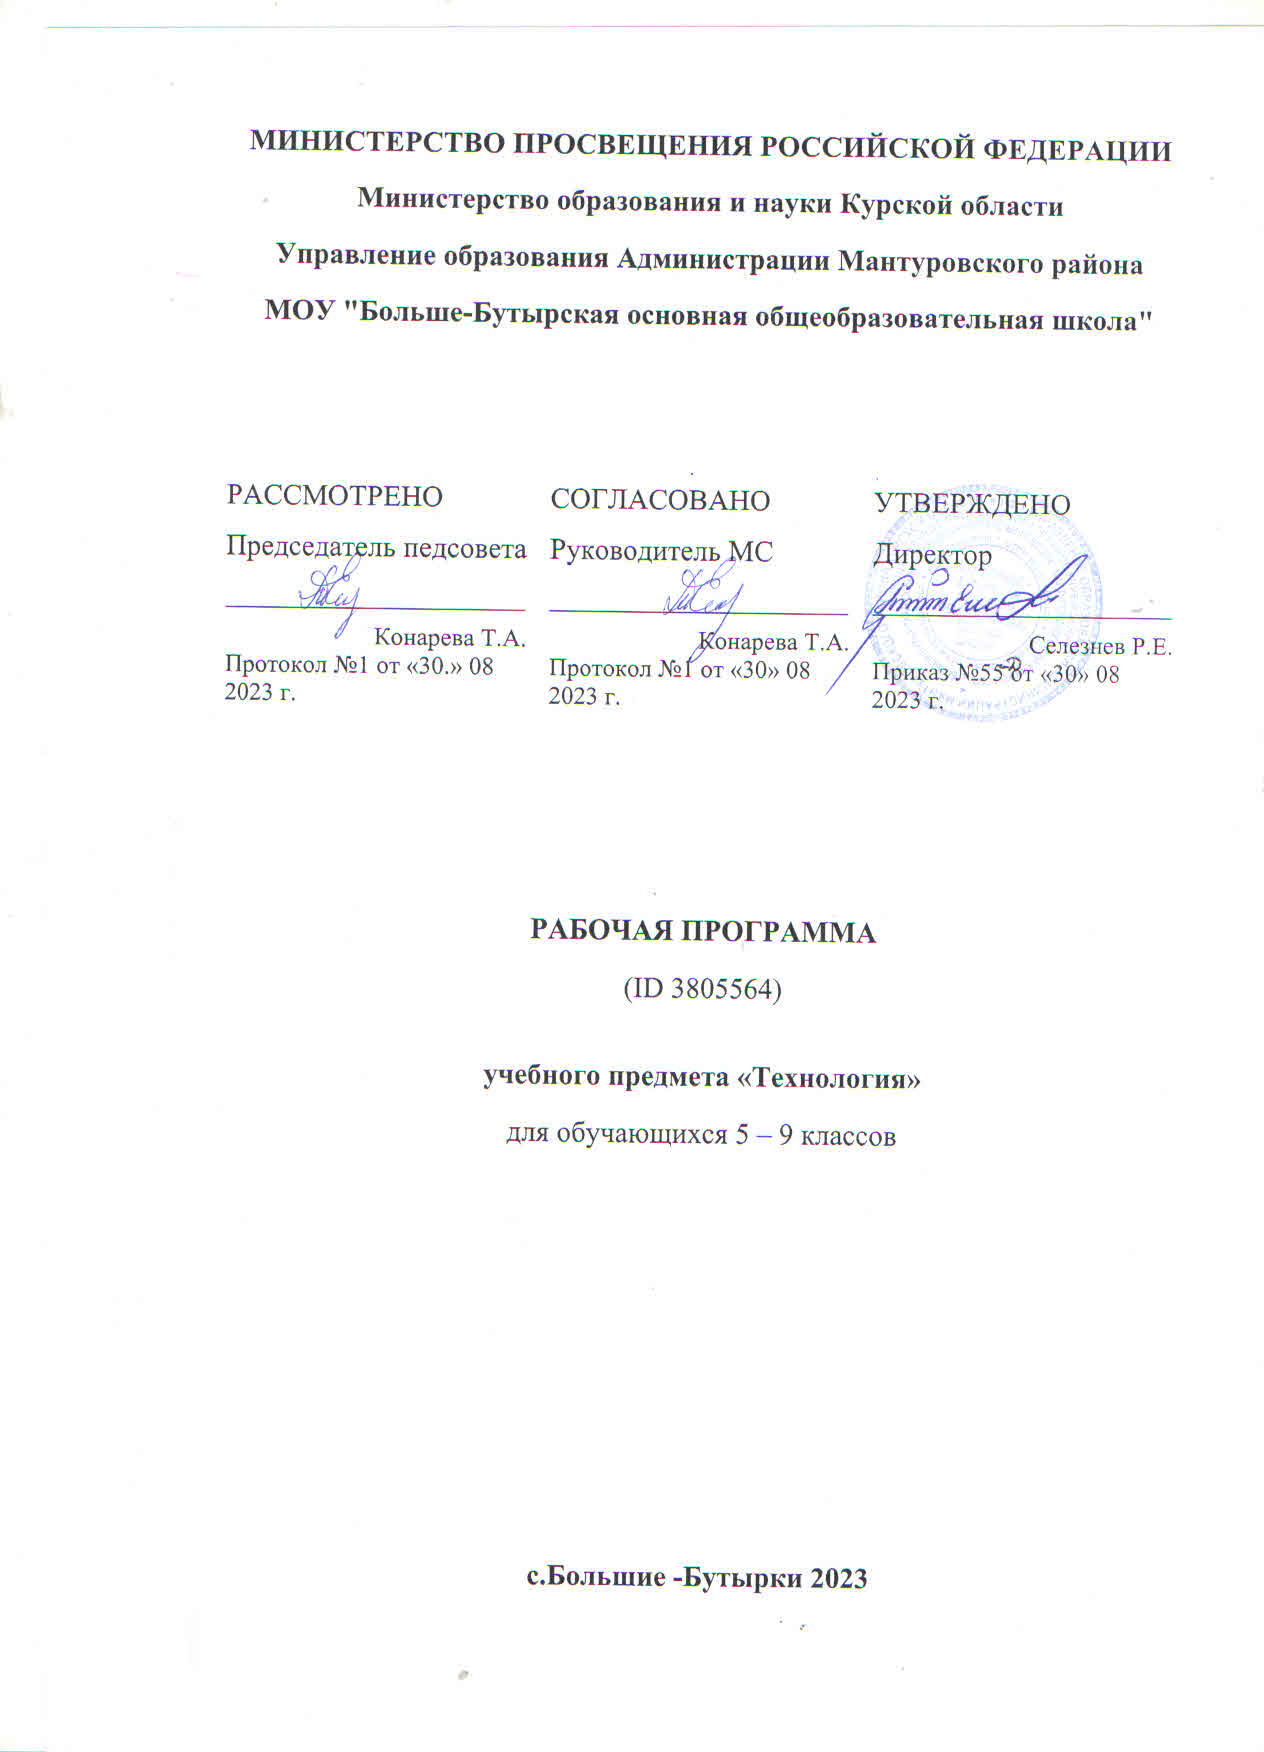 МИНИСТЕРСТВО ПРОСВЕЩЕНИЯ РОССИЙСКОЙ ФЕДЕРАЦИИ
Министерство образования и науки Курской области
Управление образования Администрации Мантуровского района
МОУ "Больше-Бутырская основная общеобразовательная школа"
РАССМОТРЕНО
Председатель педсовета
Конарева Т.А.
Протокол №1 от «30.» 08
2023 г.
СОГЛАСОВАНО
Руководитель МС
Конарева Т.А.
Протокол №1 от «30» 08
2023 г.
УТВЕРЖДЕНО
Директор
Селезнев Р.Е.
Приказ №55 от «30» 08
2023 г.
РАБОЧАЯ ПРОГРАММА
(ID 3805564)
учебного предмета «Технология»
для обучающихся 5 – 9 классов
с.Большие -Бутырки 2023